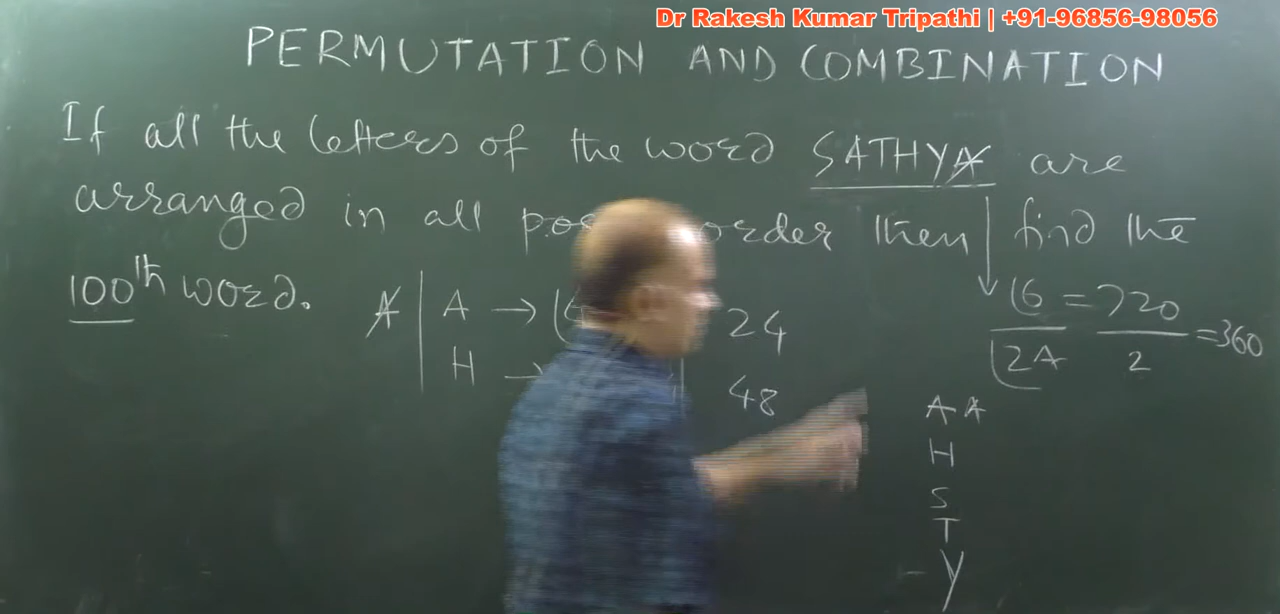 Dr Rakesh Kumar Tripathi | +91-96856-98056
PERMUTATION AND COMBINATION
If all the letters of the word SATHYA are
arranged in all order then find the
100th word.
A | A → 24
H → 48
6 = 720
2A 2 = 360
A A
H
S
T
Y